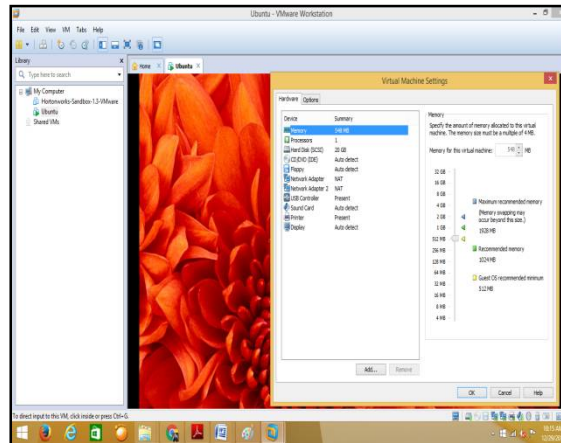 Ubuntu - VMware Workstation
File Edit View VM Tabs Help
Library
Type here to search
My Computer
Hortonworks-Sandbox-1.3-VMware
Ubuntu
Shared VMs
Home
Ubuntu
Virtual Machine Settings
Hardware Options
Device Summary
Memory 548 MB
Processors 1
Hard Disk (SCSI) 20 GB
CD/DVD (IDE) Auto detect
Floppy Auto detect
Network Adapter NAT
Network Adapter 2 NAT
USB Controller Present
Sound Card Auto detect
Printer Present
Display Auto detect
Add... Remove
Memory
Specify the amount of memory allocated to this virtual
machine. The memory size must be a multiple of 4 MB.
Memory for this virtual machine: 548 MB
32 GB
16 GB
8 GB
4 GB
2 GB
1 GB
512 MB
256 MB
128 MB
64 MB
32 MB
16 MB
8 MB
4 MB
Maximum recommended memory
(Memory swapping may
occur beyond this size.)
1928 MB
Recommended memory
1024 MB
Guest OS recommended minimum
512 MB
OK Cancel Help
To direct input to this VM, click inside or press Ctrl+G.
10:15 AM